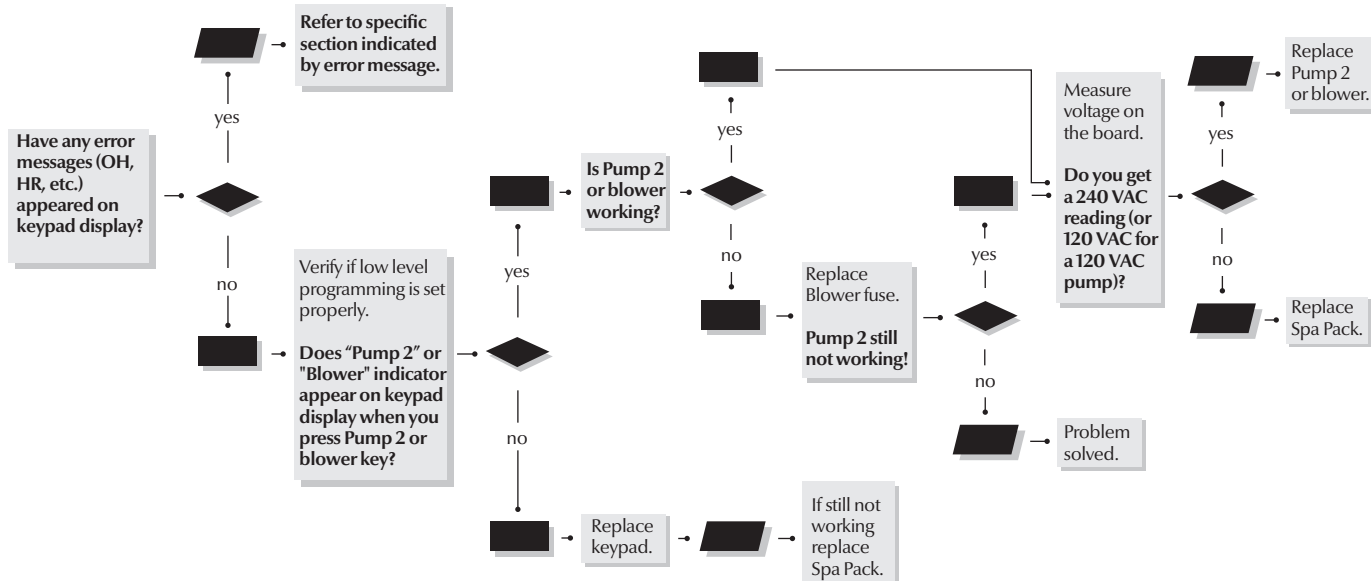 Have any error
messages (OH,
HR, etc.)
appeared on
keypad display?
yes
Refer to specific
section indicated
by error message.
no
Verify if low level
programming is set
properly.
Does “Pump 2” or
"Blower" indicator
appear on keypad
display when you
press Pump 2 or
blower key?
yes
Is Pump 2
or blower
working?
yes
no
Replace
Blower fuse.
Pump 2 still
not working!
yes
Measure
voltage on
the board.
Do you get
a 240 VAC
reading (or
120 VAC for
a 120 VAC
pump)?
yes
Replace
Pump 2
or blower.
no
Replace
Spa Pack.
no
Problem
solved.
no
Replace
keypad.
If still not
working
replace
Spa Pack.